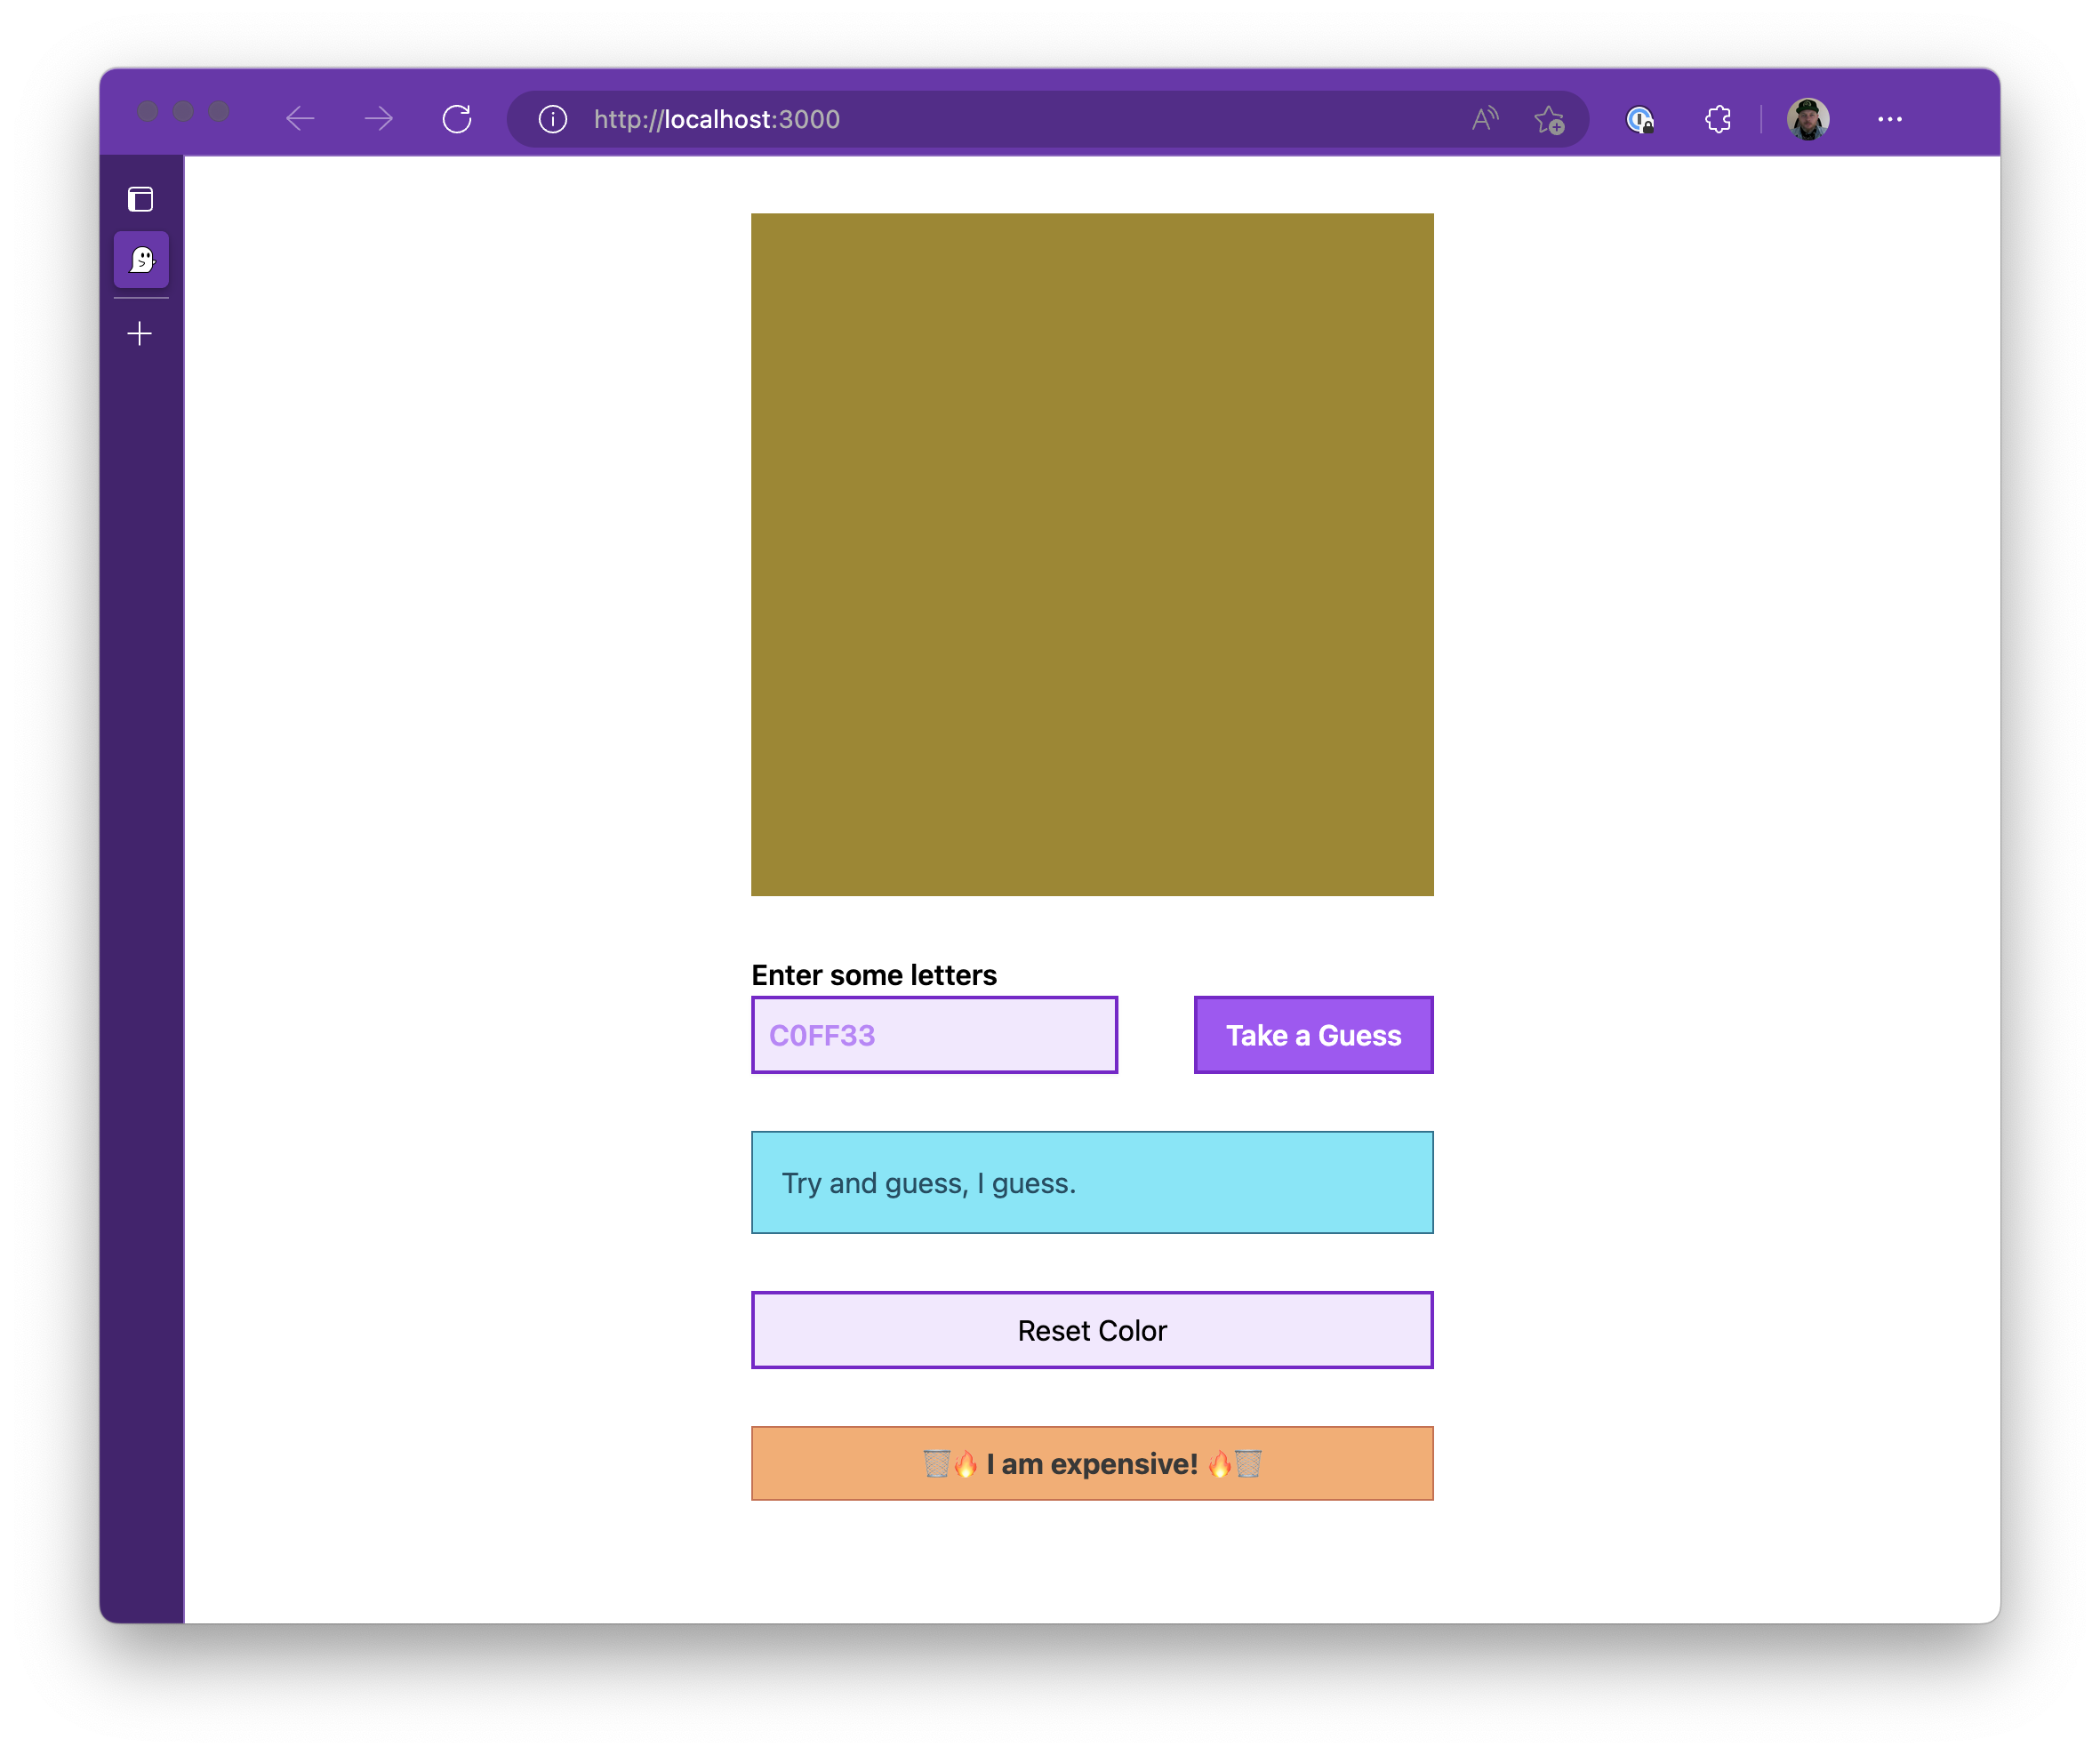 http://localhost:3000
Enter some letters
C0FF33
Take a Guess
Try and guess, I guess.
Reset Color
🗑️🔥 I am expensive! 🔥🗑️